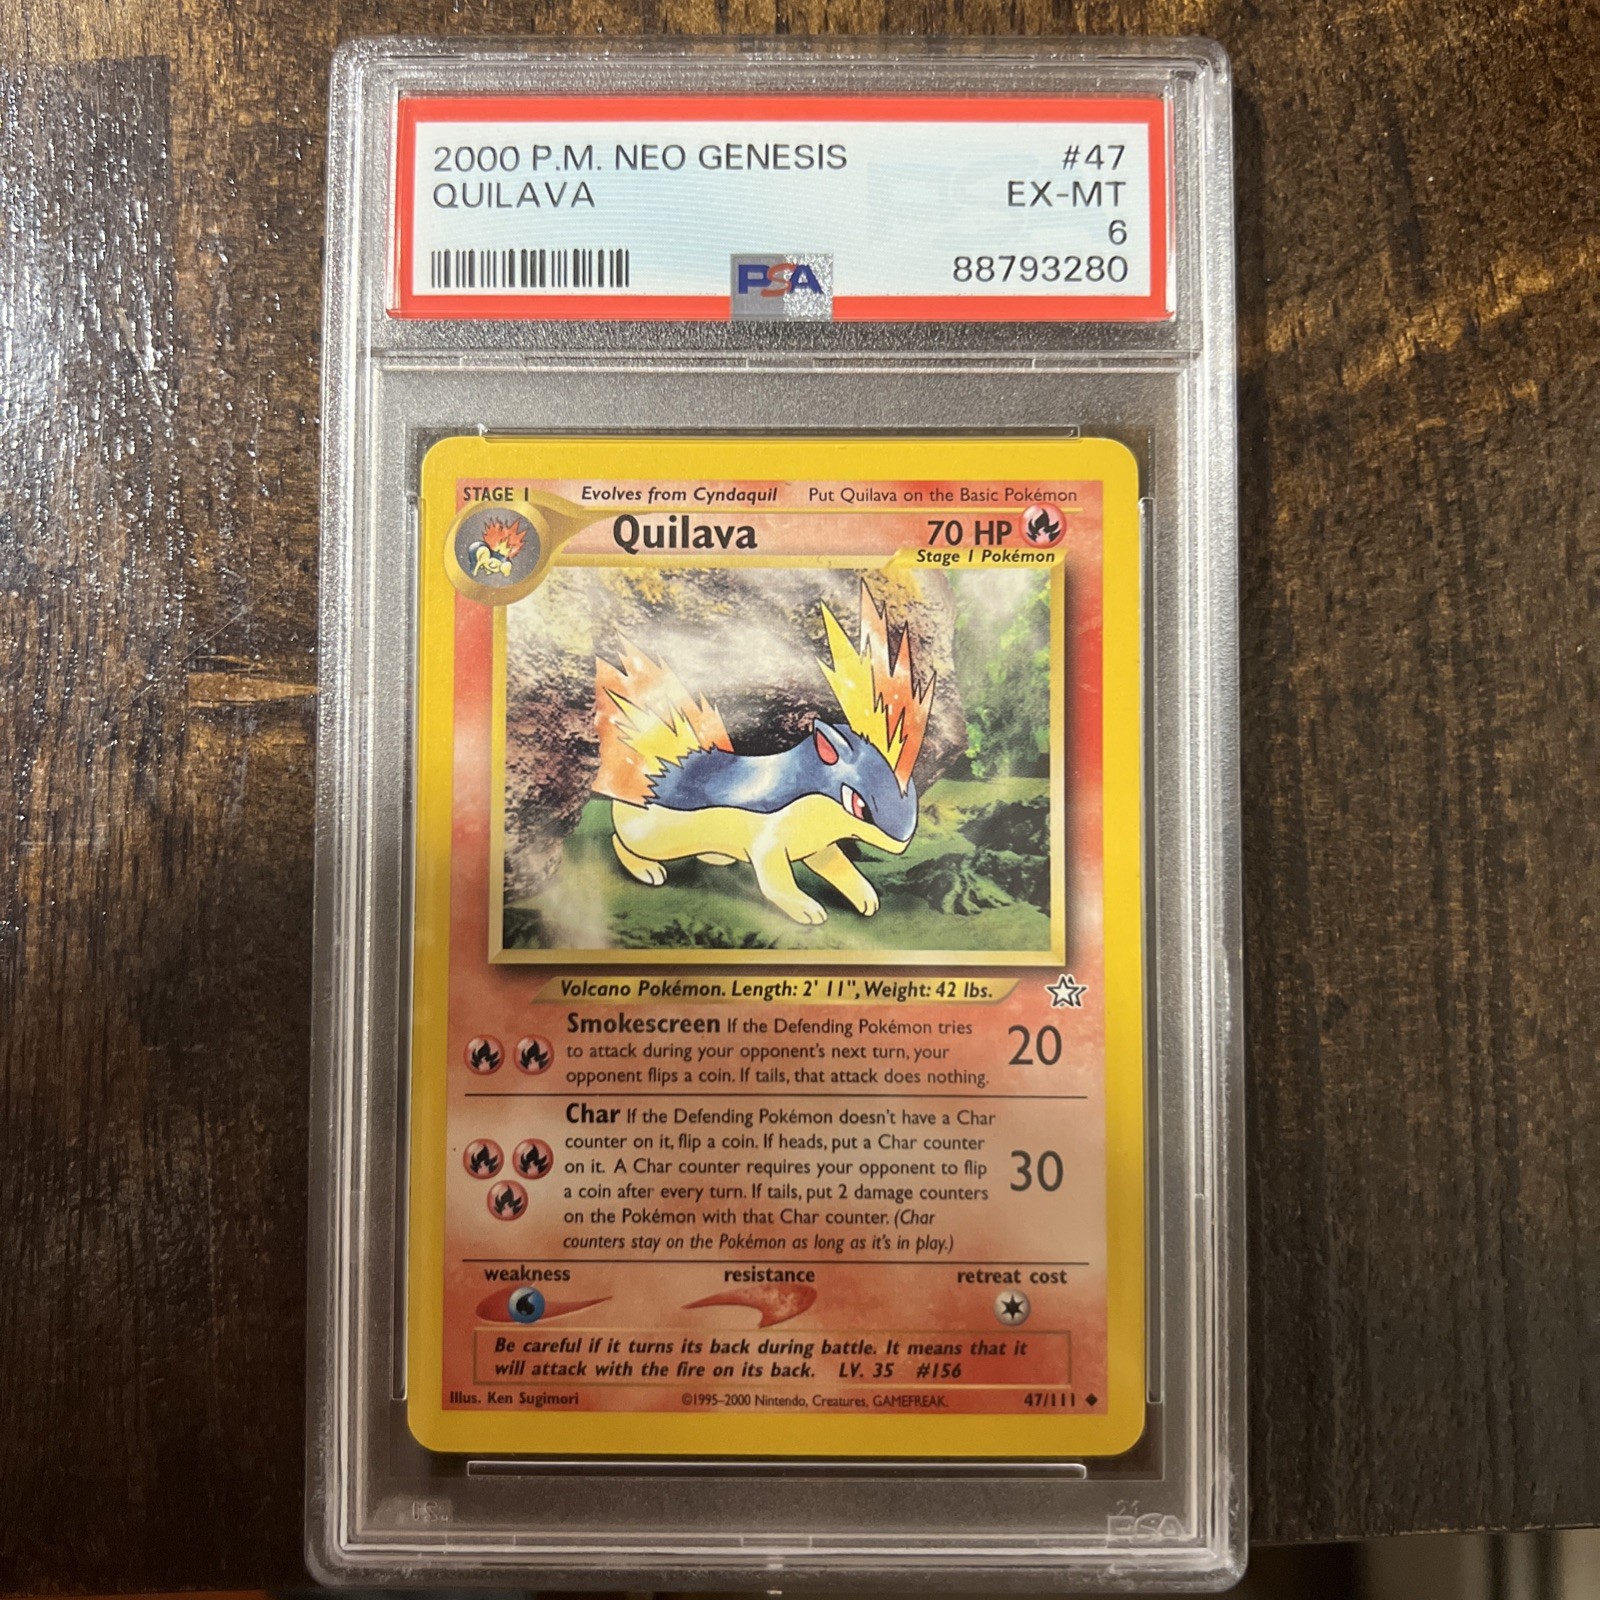 2000 P.M. NEO GENESIS #47
QUILAVA EX-MT
6
PSA 88793280
STAGE 1 Evolves from Cyndaquil Put Quilava on the Basic Pokémon
Quilava 70 HP
Stage 1 Pokémon
Volcano Pokémon. Length: 2' 11", Weight: 42 lbs.
Smokescreen If the Defending Pokémon tries
to attack during your opponent's next turn, your
opponent flips a coin. If tails, that attack does nothing.
20
Char If the Defending Pokémon doesn't have a Char
counter on it, flip a coin. If heads, put a Char counter
on it. A Char counter requires your opponent to flip
a coin after every turn. If tails, put 2 damage counters
on the Pokémon with that Char counter. (Char
counters stay on the Pokémon as long as it's in play.)
30
weakness resistance retreat cost
Be careful if it turns its back during battle. It means that it
will attack with the fire on its back. LV. 35 #156
Illus. Ken Sugimori ©1995–2000 Nintendo, Creatures, GAMEFREAK. 47/111 ◆
PSA